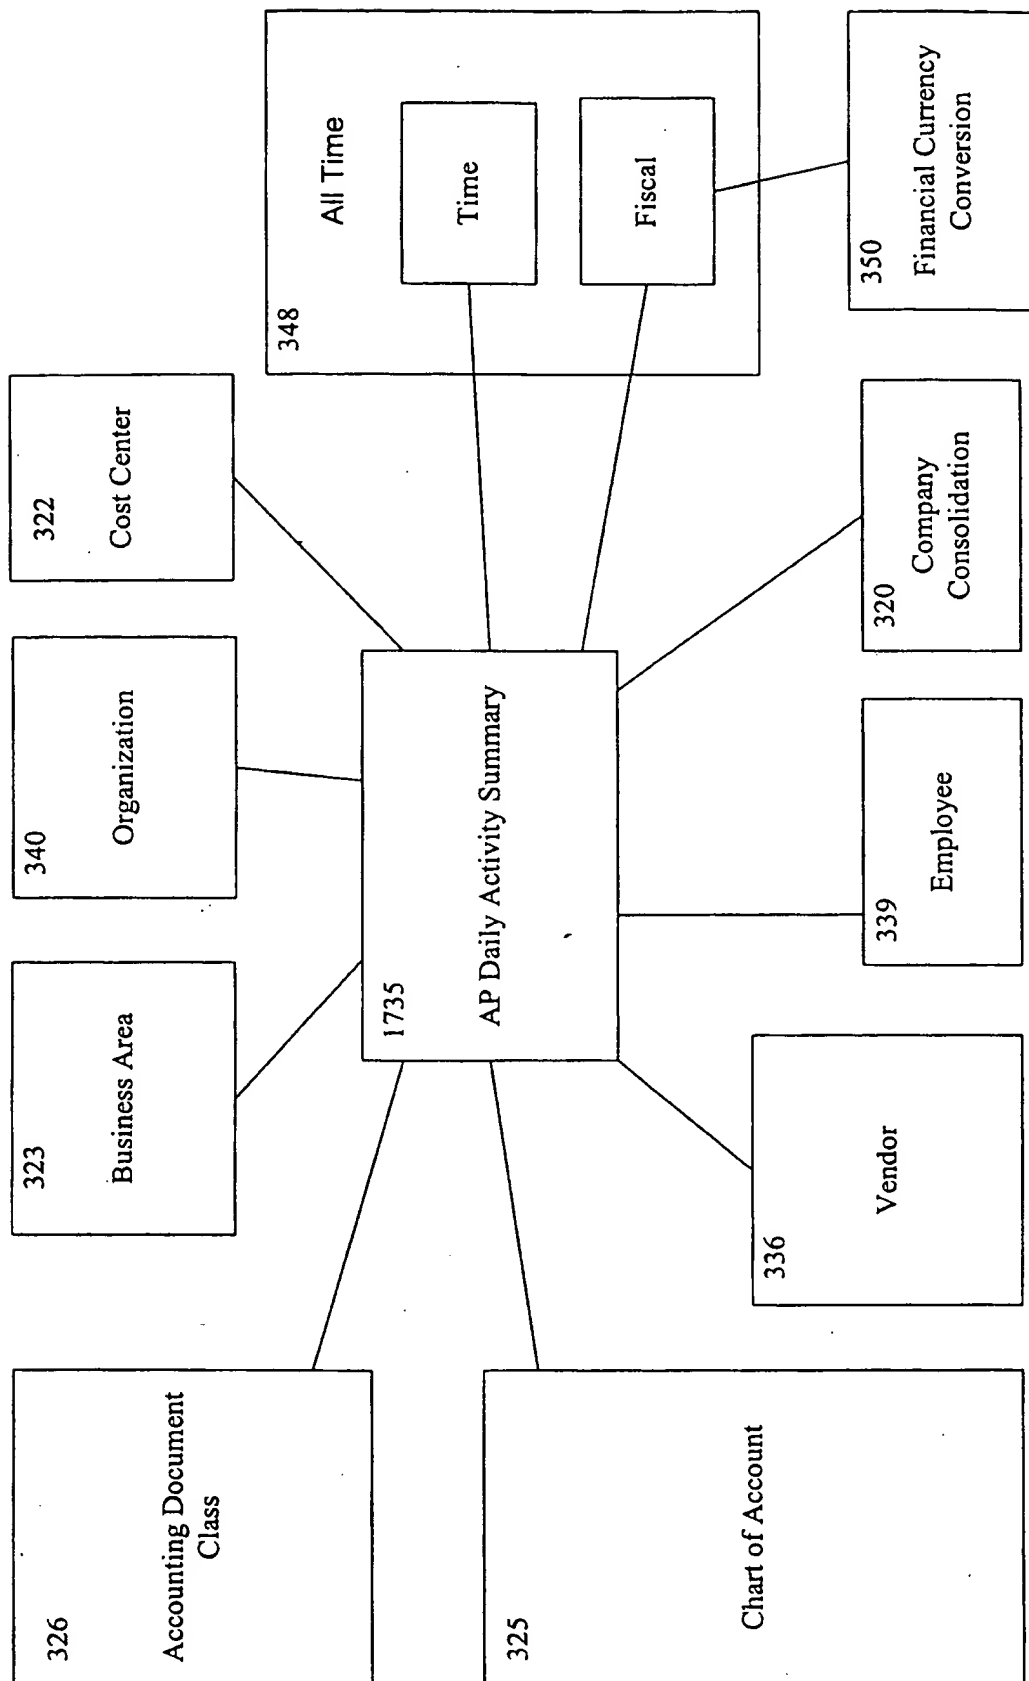 326
Accounting Document
Class
323
Business Area
340
Organization
322
Cost Center
348
All Time
Time
Fiscal
1735
AP Daily Activity Summary
325
Chart of Account
336
Vendor
339
Employee
320
Company
Consolidation
350
Financial Currency
Conversion